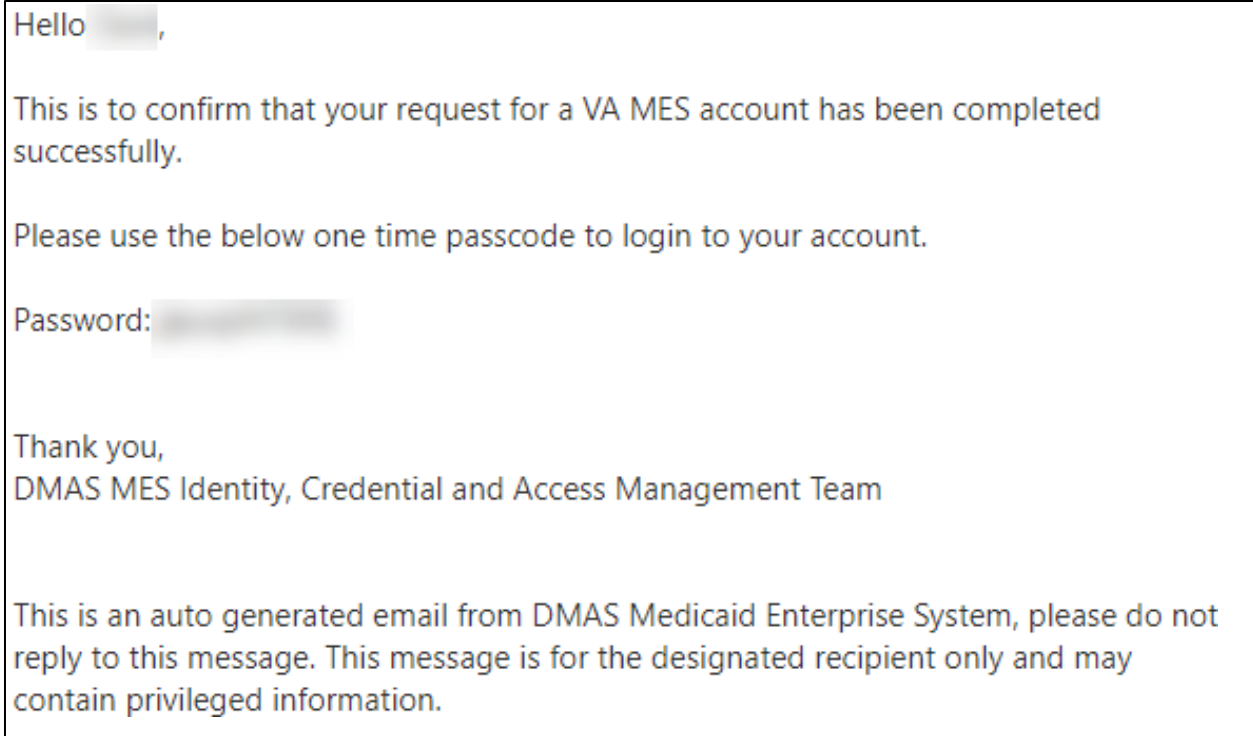 Hello ,
This is to confirm that your request for a VA MES account has been completed
successfully.
Please use the below one time passcode to login to your account.
Password:
Thank you,
DMAS MES Identity, Credential and Access Management Team
This is an auto generated email from DMAS Medicaid Enterprise System, please do not
reply to this message. This message is for the designated recipient only and may
contain privileged information.